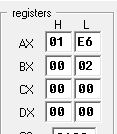 registers
H L
AX 01 E6
BX 00 02
CX 00 00
DX 00 00